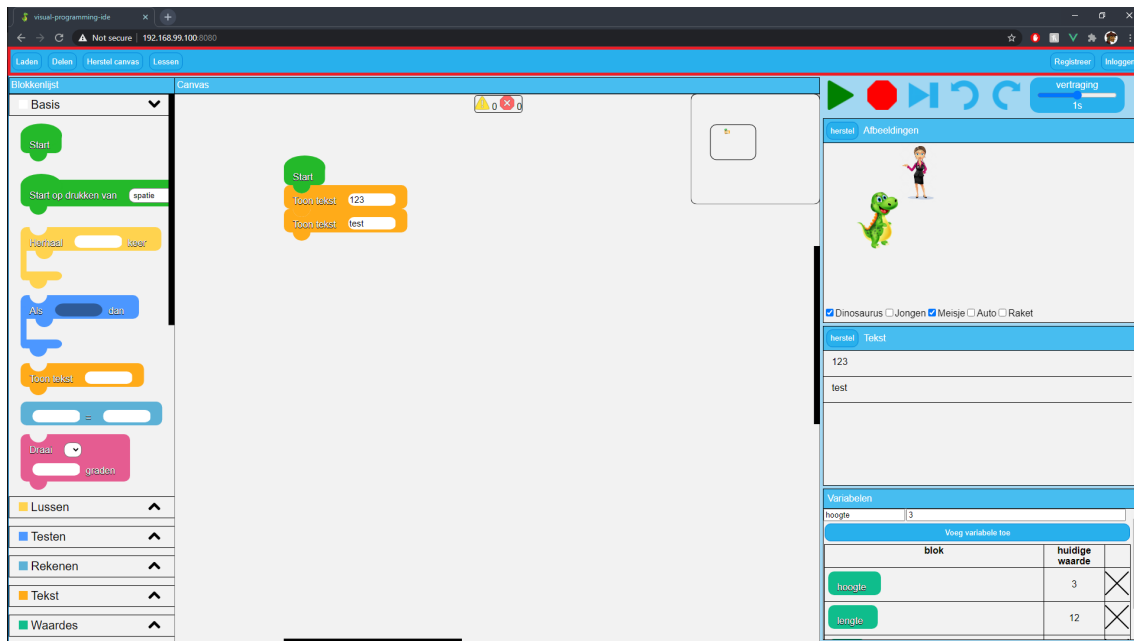 visual-programming-ide
Not secure | 192.168.99.100:8080
Laden Delen Herstel canvas Lessen Registreer Inloggen
Blokkenlijst
Basis
Start
Start op drukken van spatie
Herhaal keer
Als dan
Toon tekst
=
Draai
graden
Lussen
Testen
Rekenen
Tekst
Waardes
Canvas
0 0
Start
Toon tekst 123
Toon tekst test
vertraging
1s
herstel Afbeeldingen
Dinosaurus Jongen Meisje Auto Raket
herstel Tekst
123
test
Variabelen
hoogte 3
Voeg variabele toe
blok huidige waarde
hoogte 3
lengte 12